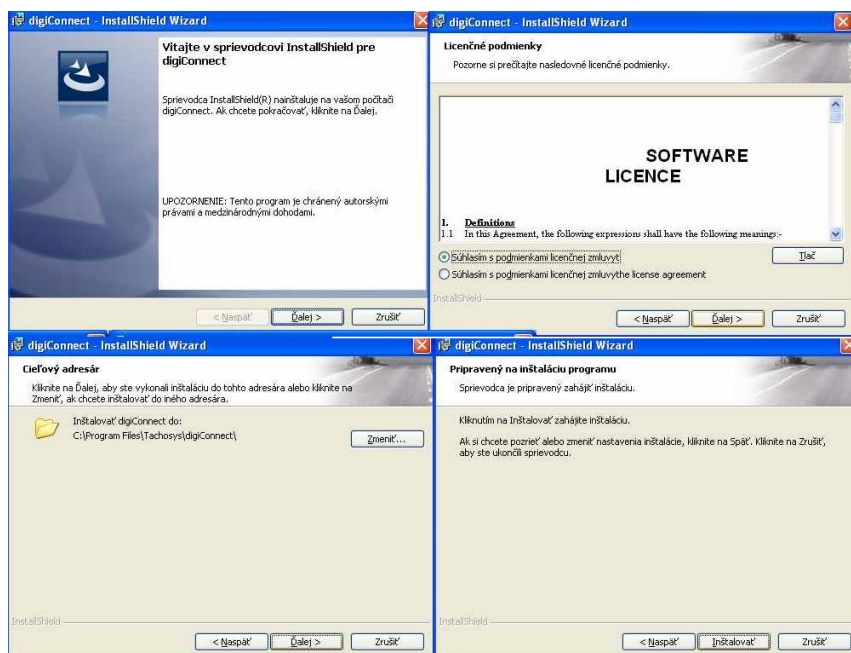 digiConnect - InstallShield Wizard
Vitajte v sprievodcovi InstallShield pre
digiConnect
Sprievodca InstallShield(R) nainštaluje na vašom počítači
digiConnect. Ak chcete pokračovať, kliknite na Ďalej.
UPOZORNENIE: Tento program je chránený autorskými
právami a medzinárodnými dohodami.
< Naspäť
Ďalej >
Zrušiť
digiConnect - InstallShield Wizard
Licenčné podmienky
Pozorne si prečítajte nasledovné licenčné podmienky.
SOFTWARE
LICENCE
1. Definitions
1.1 In this Agreement, the following expressions shall have the following meanings:-
Súhlasím s podmienkami licenčnej zmluvyt
Tlač
Súhlasím s podmienkami licenčnej zmluvythe license agreement
InstallShield
< Naspäť
Ďalej >
Zrušiť
digiConnect - InstallShield Wizard
Cieľový adresár
Kliknite na Ďalej, aby ste vykonali inštaláciu do tohto adresára alebo kliknite na
Zmeniť, ak chcete inštalovať do iného adresára.
Inštalovať digiConnect do:
C:\Program Files\Tachosys\digiConnect\
Zmeniť...
InstallShield
< Naspäť
Ďalej >
Zrušiť
digiConnect - InstallShield Wizard
Pripravený na inštaláciu programu
Sprievodca je pripravený zahájiť inštaláciu.
Kliknutím na Inštalovať zahájite inštaláciu.
Ak si chcete pozrieť alebo zmeniť nastavenia inštalácie, kliknite na Späť. Kliknite na Zrušiť,
aby ste ukončili sprievodcu.
InstallShield
< Naspäť
Inštalovať
Zrušiť